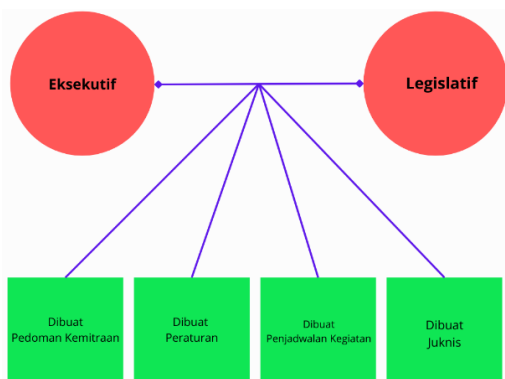 Eksekutif
Legislatif
Dibuat
Pedoman Kemitraan
Dibuat
Peraturan
Dibuat
Penjadwalan Kegiatan
Dibuat
Juknis